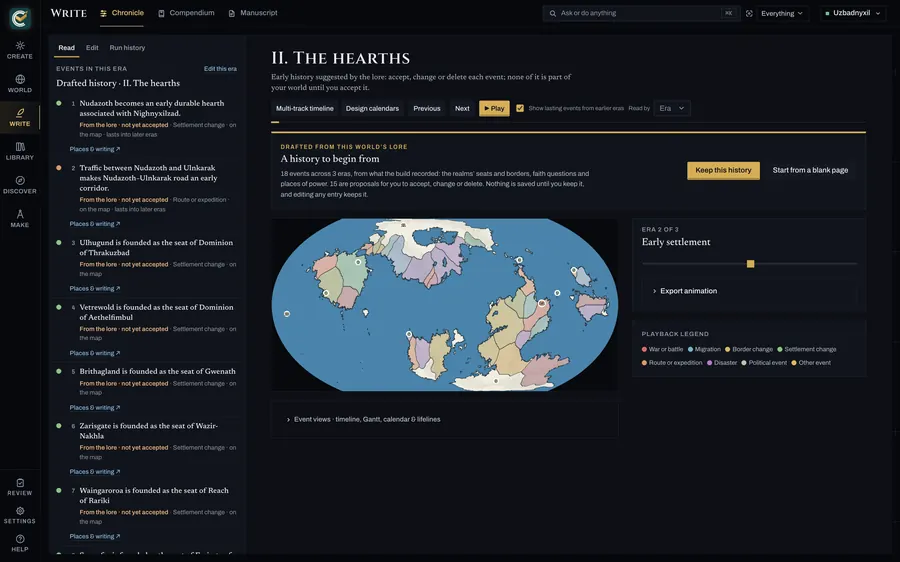 WRITE
Chronicle
Compendium
Manuscript
Ask or do anything
⌘K
Everything
Uzbadnyxil
CREATE
WORLD
WRITE
LIBRARY
DISCOVER
MAKE
REVIEW
SETTINGS
HELP
Read
Edit
Run history
EVENTS IN THIS ERA
Edit this era
Drafted history · II. The hearths
1 Nudazoth becomes an early durable hearth
associated with Nighnyxilzad.
From the lore · not yet accepted · Settlement change · on
the map · lasts into later eras
Places & writing ↗
2 Traffic between Nudazoth and Ulnkarak
makes Nudazoth–Ulnkarak road an early
corridor.
From the lore · not yet accepted · Route or expedition ·
on the map · lasts into later eras
Places & writing ↗
3 Ulhugund is founded as the seat of Dominion
of Thrakuzbad
From the lore · not yet accepted · Settlement change · on
the map
Places & writing ↗
4 Vetrewold is founded as the seat of Dominion
of Aethelfimbul
From the lore · not yet accepted · Settlement change · on
the map
Places & writing ↗
5 Brithagland is founded as the seat of Gwenath
From the lore · not yet accepted · Settlement change · on
the map
Places & writing ↗
6 Zarisgate is founded as the seat of Wazir-
Nakhla
From the lore · not yet accepted · Settlement change · on
the map
Places & writing ↗
7 Waingaroroa is founded as the seat of Reach
of Rariki
From the lore · not yet accepted · Settlement change · on
the map
Places & writing ↗
II. THE HEARTHS
Early history suggested by the lore: accept, change or delete each event; none of it is part of
your world until you accept it.
Multi-track timeline
Design calendars
Previous
Next
▶ Play
Show lasting events from earlier eras
Read by
Era
DRAFTED FROM THIS WORLD'S LORE
A history to begin from
18 events across 3 eras, from what the build recorded: the realms' seats and borders, faith questions and
places of power. 15 are proposals for you to accept, change or delete. Nothing is saved until you keep it,
and editing any entry keeps it.
Keep this history
Start from a blank page
ERA 2 OF 3
Early settlement
Export animation
PLAYBACK LEGEND
War or battle
Migration
Border change
Settlement change
Route or expedition
Disaster
Political event
Other event
Event views · timeline, Gantt, calendar & lifelines